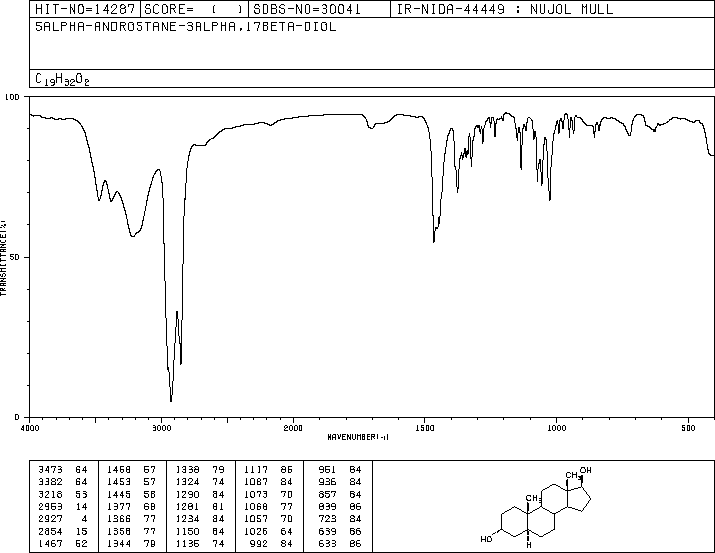 HIT-NO=14287 SCORE= ( ) SDBS-NO=30041 IR-NIDA-44449 : NUJOL MULL
5ALPHA-ANDROSTANE-3ALPHA,17BETA-DIOL
C19H32O2
100
50
0
TRANSMITTANCE(%)
4000 3000 2000 1500 1000 500
WAVENUMBER(-1)
3473 64 1458 57 1338 79 1117 86 951 84
3382 64 1453 57 1324 74 1087 84 936 84
3218 53 1445 58 1290 84 1073 70 857 84
2953 14 1377 68 1281 81 1068 77 839 86
2927 4 1366 77 1234 84 1057 70 723 84
2854 15 1358 77 1150 84 1026 64 639 86
1467 52 1344 79 1136 74 992 84 633 86
OH
CH3
CH3
HO
H